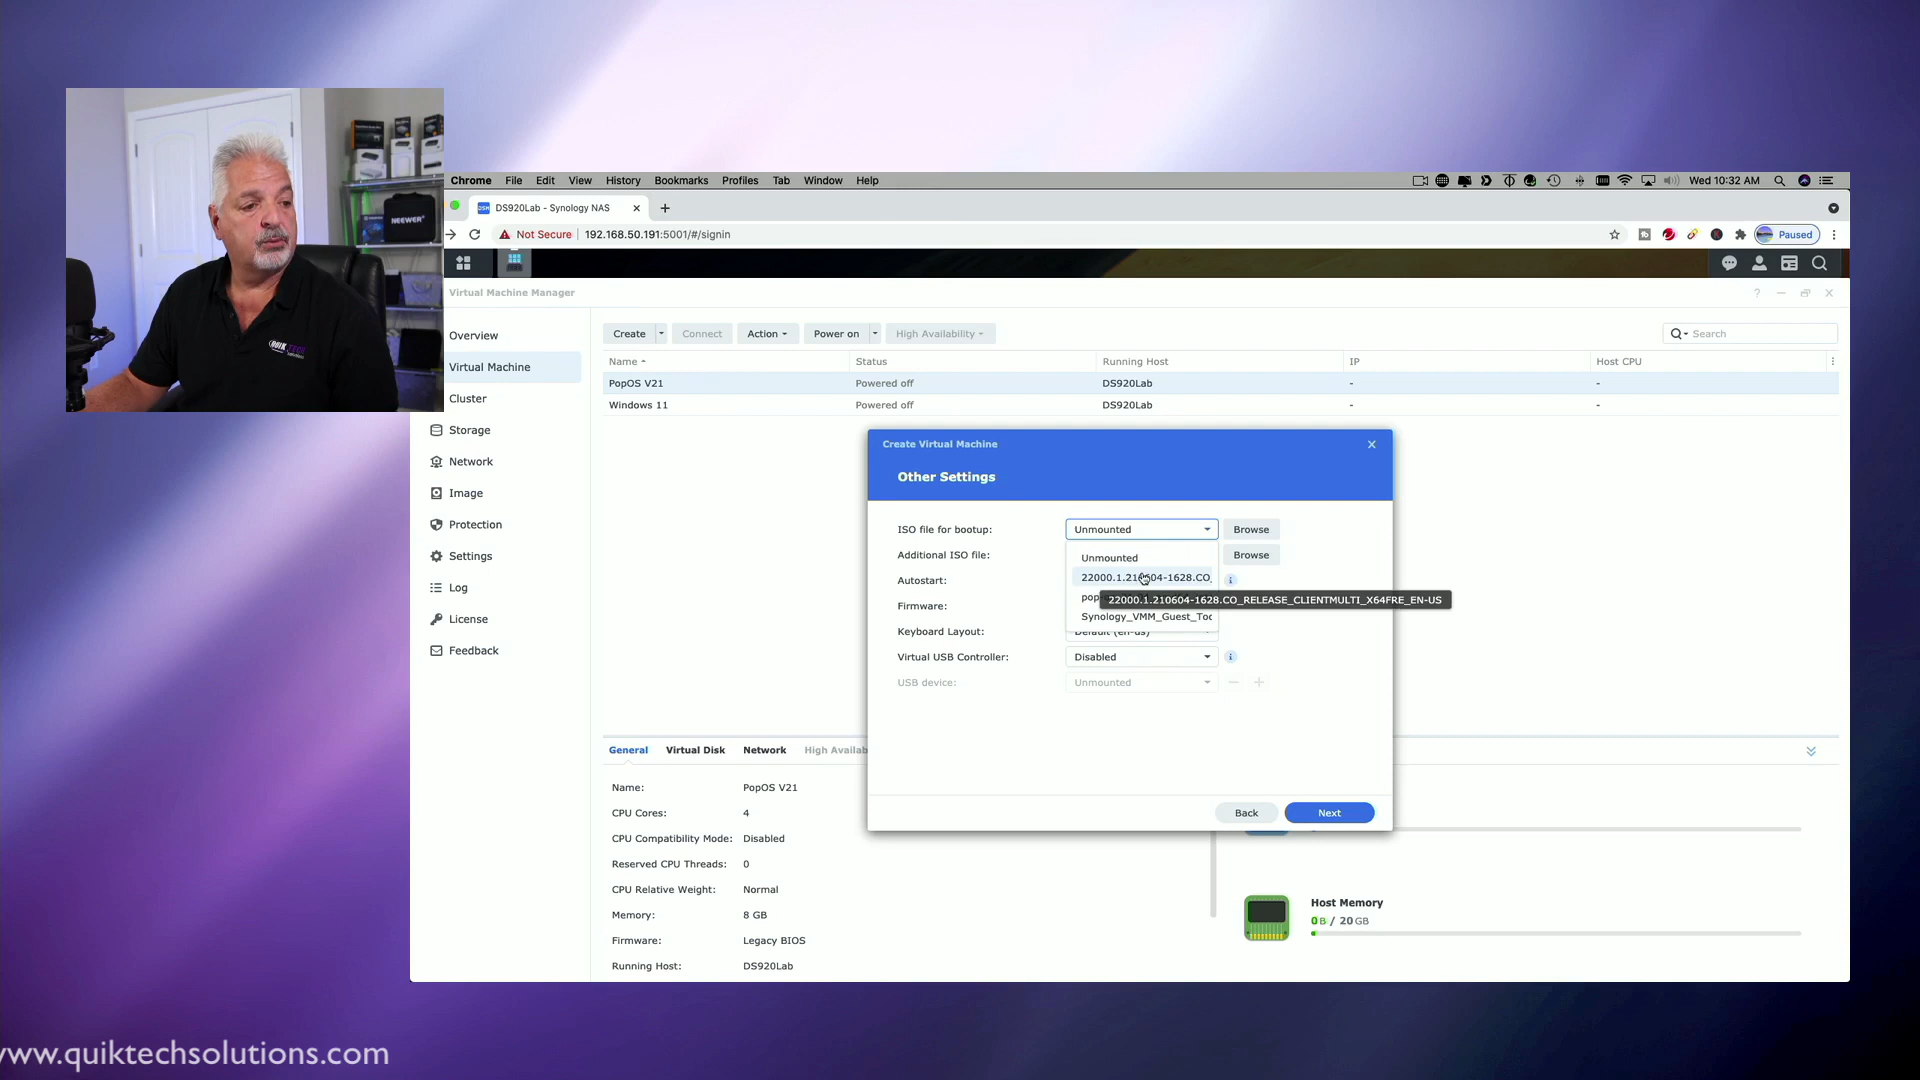 NEEWER
Chrome File Edit View History Bookmarks Profiles Tab Window Help
Wed 10:32 AM
DS920Lab - Synology NAS
Not Secure 192.168.50.191:5001/#/signin
Paused
Virtual Machine Manager
Overview
Virtual Machine
Cluster
Storage
Network
Image
Protection
Settings
Log
License
Feedback
Create Connect Action Power on High Availability
Search
Name Status Running Host IP Host CPU
PopOS V21 Powered off DS920Lab - -
Windows 11 Powered off DS920Lab - -
Create Virtual Machine
Other Settings
ISO file for bootup: Unmounted Browse
Additional ISO file: Browse
Autostart:
Firmware:
Keyboard Layout: Default (en-us)
Virtual USB Controller: Disabled
USB device: Unmounted
Unmounted
22000.1.210604-1628.CO_
22000.1.210604-1628.CO_RELEASE_CLIENTMULTI_X64FRE_EN-US
Synology_VMM_Guest_Toc
Back Next
General Virtual Disk Network High Availab
Name: PopOS V21
CPU Cores: 4
CPU Compatibility Mode: Disabled
Reserved CPU Threads: 0
CPU Relative Weight: Normal
Memory: 8 GB
Firmware: Legacy BIOS
Running Host: DS920Lab
Host Memory
0 B / 20 GB
www.quiktechsolutions.com